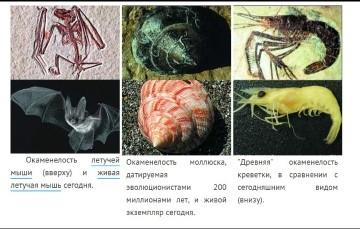 Окаменелость летучей
мыши (вверху) и живая
летучая мышь сегодня.
Окаменелость моллюска,
датируемая
эволюционистами 200
миллионами лет, и живой
экземпляр сегодня.
"Древняя" окаменелость
креветки, в сравнении с
сегодняшним видом
(внизу).